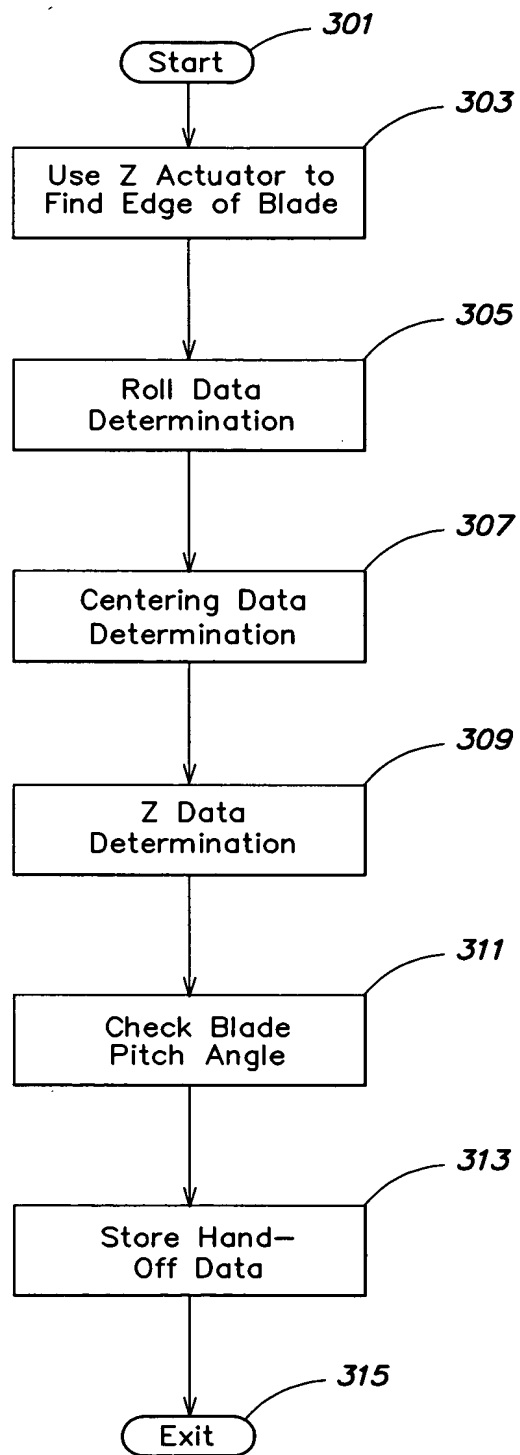 301
Start
303
Use Z Actuator to
Find Edge of Blade
305
Roll Data
Determination
307
Centering Data
Determination
309
Z Data
Determination
311
Check Blade
Pitch Angle
313
Store Hand-
Off Data
315
Exit